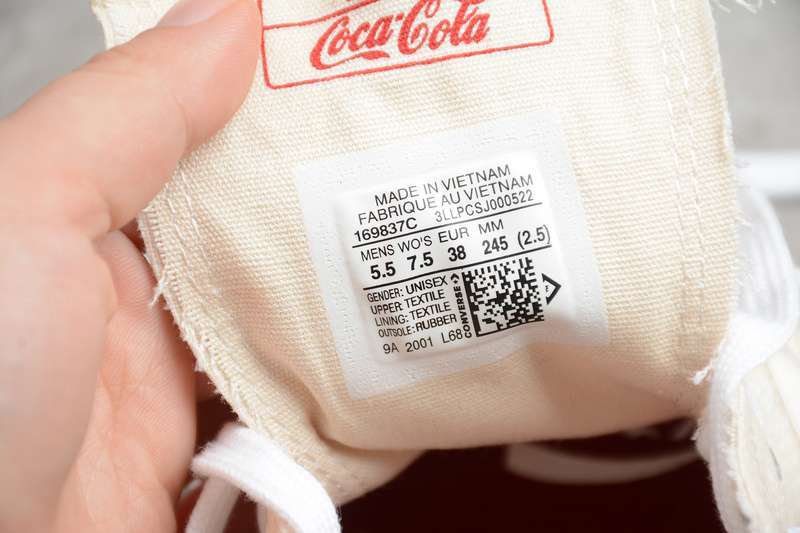 Coca-Cola
MADE IN VIETNAM
FABRIQUE AU VIETNAM
169837C 3LLPCSJ000522
MENS WO'S EUR MM
5.5 7.5 38 245 (2.5)
GENDER: UNISEX
UPPER: TEXTILE
LINING: TEXTILE
OUTSOLE: RUBBER
9A 2001 L68
CONVERSE